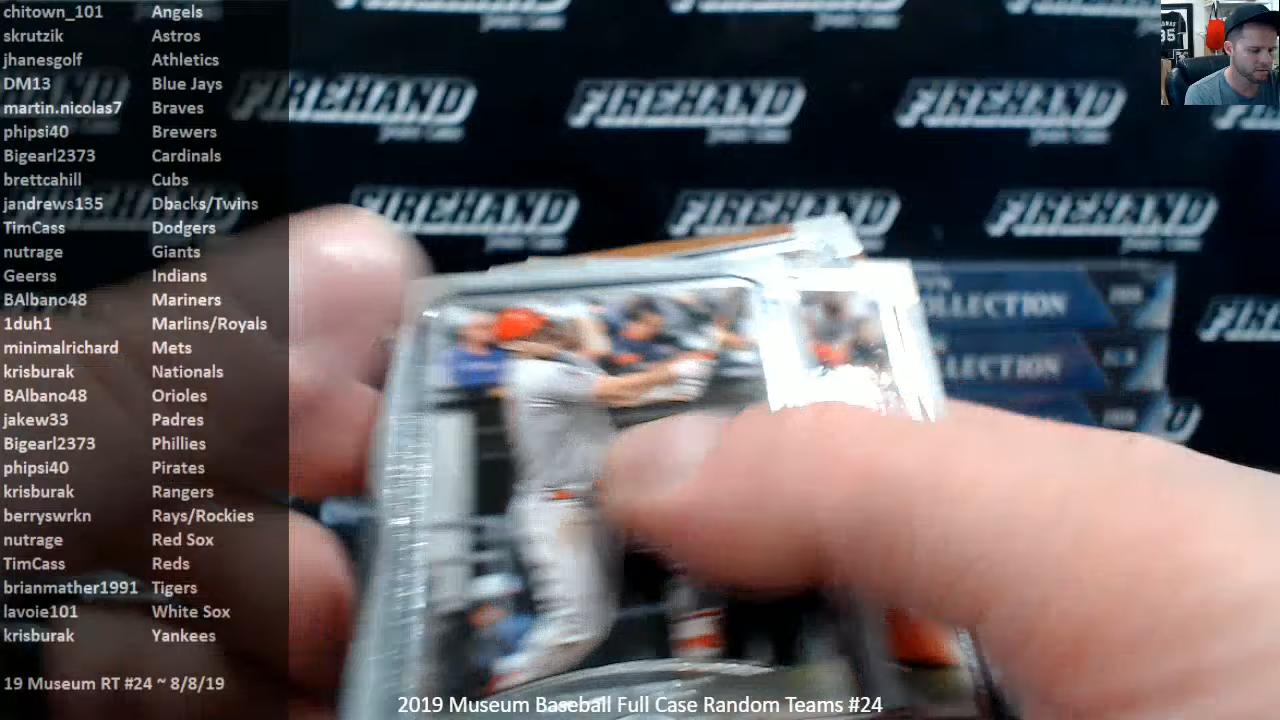 chitown_101 Angels
skrutzik Astros
jhanesgolf Athletics
DM13 Blue Jays
martin.nicolas7 Braves
phipsi40 Brewers
Bigearl2373 Cardinals
brettcahill Cubs
jandrews135 Dbacks/Twins
TimCass Dodgers
nutrage Giants
Geerss Indians
BAlbano48 Mariners
1duh1 Marlins/Royals
minimalrichard Mets
krisburak Nationals
BAlbano48 Orioles
jakew33 Padres
Bigearl2373 Phillies
phipsi40 Pirates
krisburak Rangers
berryswrkn Rays/Rockies
nutrage Red Sox
TimCass Reds
brianmather1991 Tigers
lavoie101 White Sox
krisburak Yankees
19 Museum RT #24 ~ 8/8/19
FIREHAND FIREHAND FIREHAND
FIREHAND FIREHAND FIREHAND
COLLECTION
COLLECTION
2019 Museum Baseball Full Case Random Teams #24